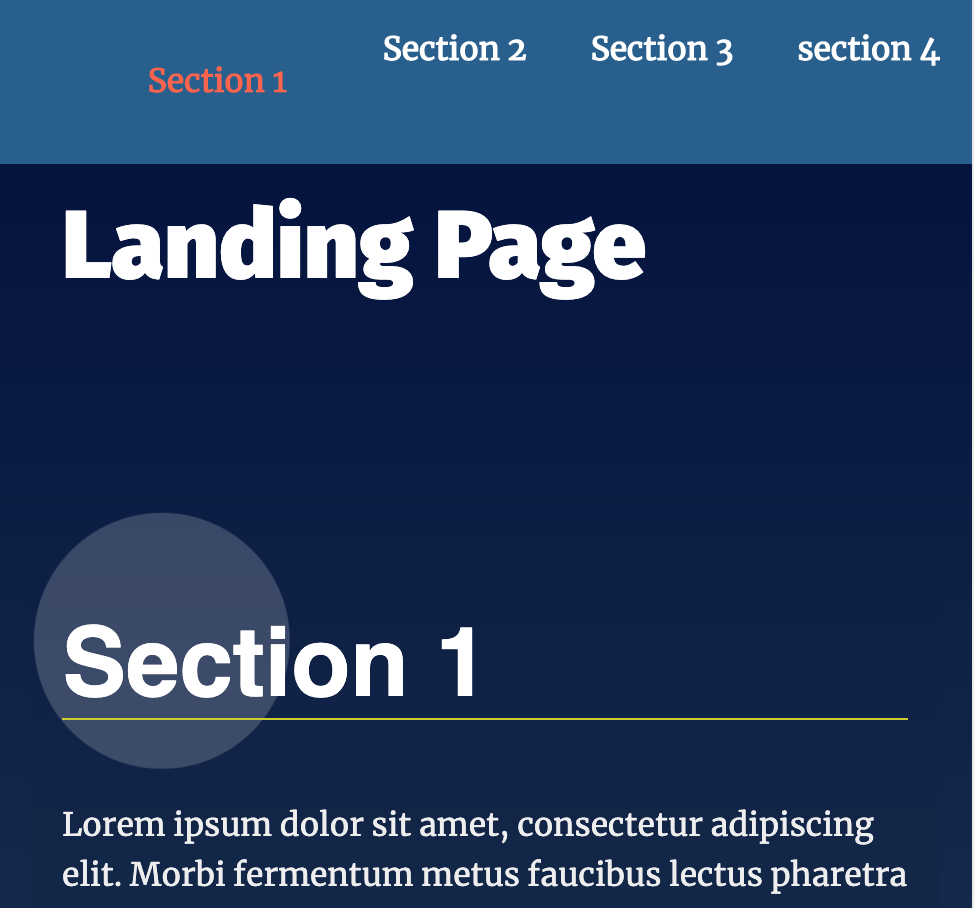 Section 1 Section 2 Section 3 section 4
Landing Page
Section 1
Lorem ipsum dolor sit amet, consectetur adipiscing
elit. Morbi fermentum metus faucibus lectus pharetra